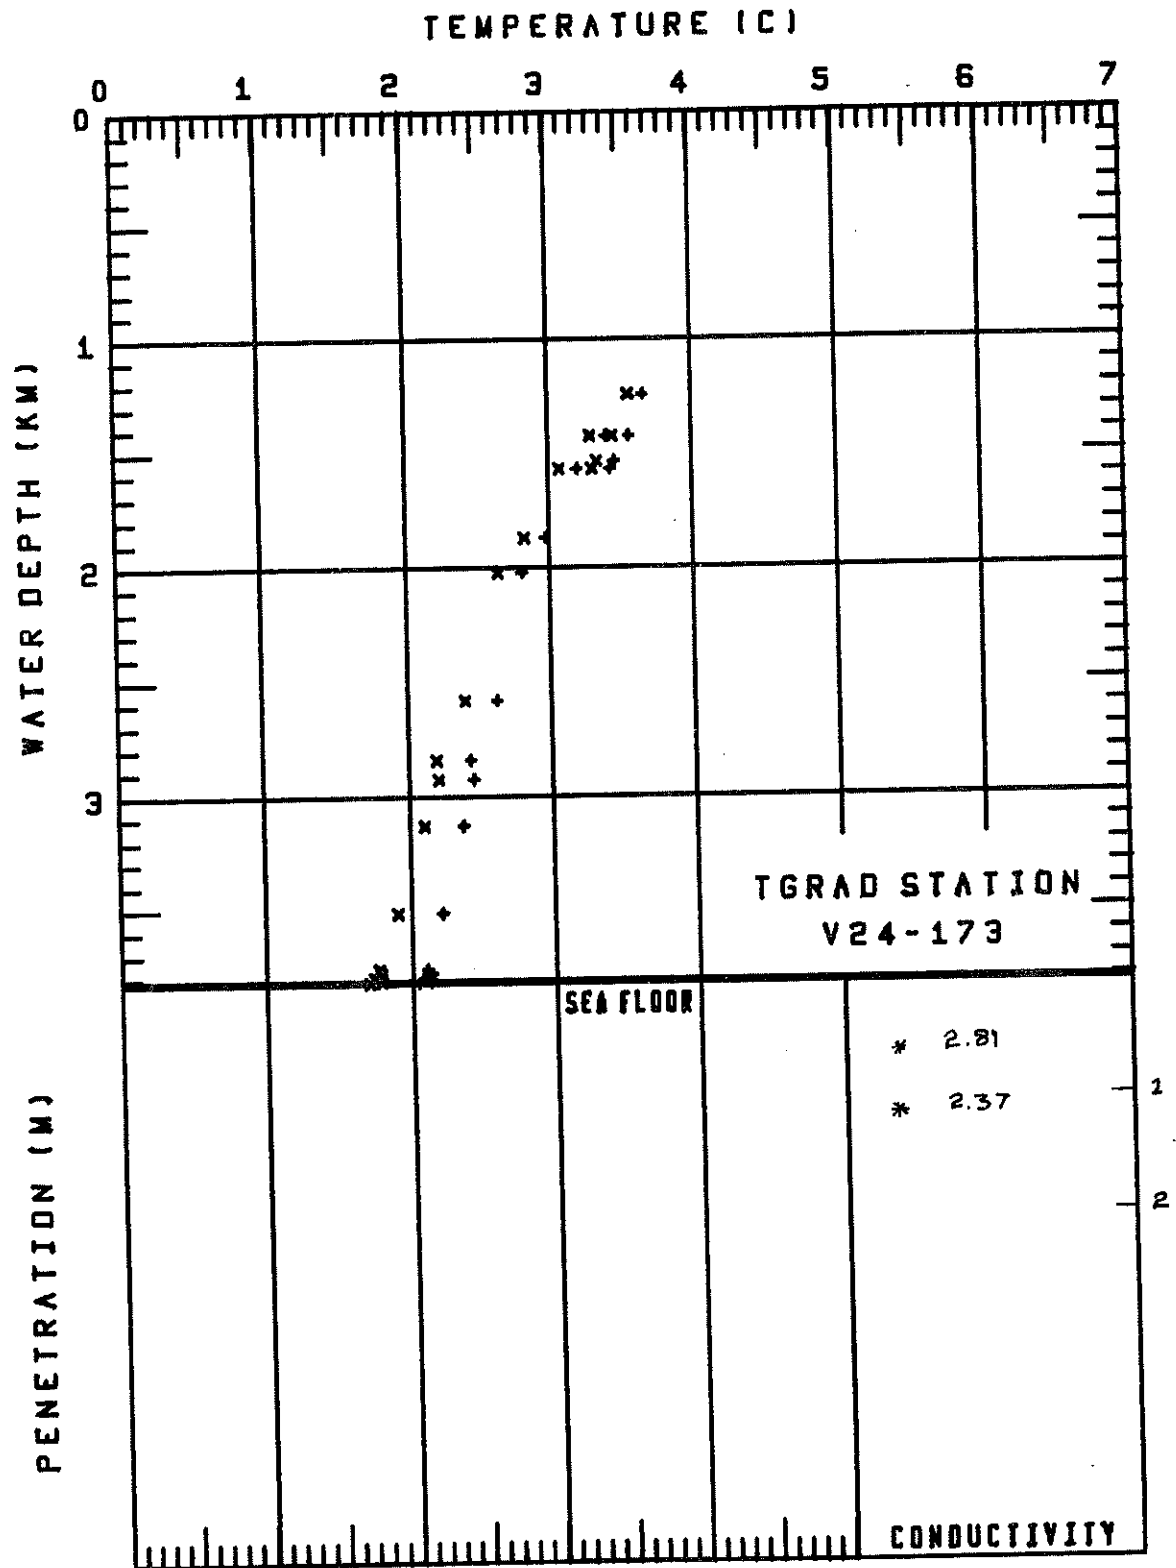 TEMPERATURE (C)
0 1 2 3 4 5 6 7
0
1
2
3
WATER DEPTH (KM)
TGRAD STATION
V24-173
SEA FLOOR
* 2.81
* 2.37
1
2
PENETRATION (M)
CONDUCTIVITY